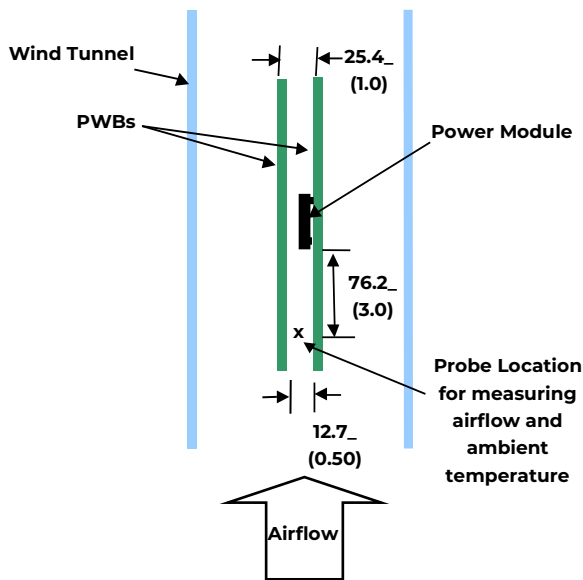 Wind Tunnel
25.4_
(1.0)
PWBs
Power Module
76.2_
(3.0)
x
Probe Location
for measuring
airflow and
ambient
temperature
12.7_
(0.50)
Airflow